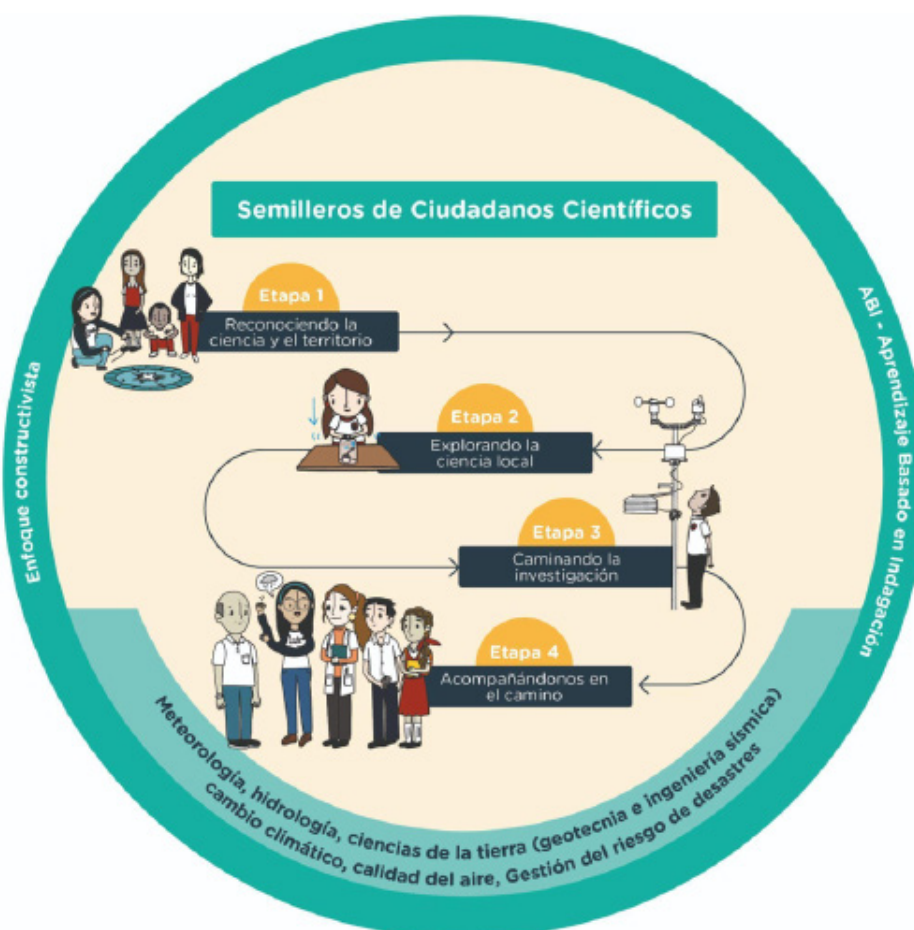 Semilleros de Ciudadanos Científicos
Etapa 1
Reconociendo la
ciencia y el territorio
Etapa 2
Explorando la
ciencia local
Etapa 3
Caminando la
investigación
Etapa 4
Acompañándonos en
el camino
Enfoque constructivista
ABI - Aprendizaje Basado en Indagación
Meteorología, hidrología, ciencias de la tierra (geotecnia e ingeniería sísmica)
cambio climático, calidad del aire, Gestión del riesgo de desastres